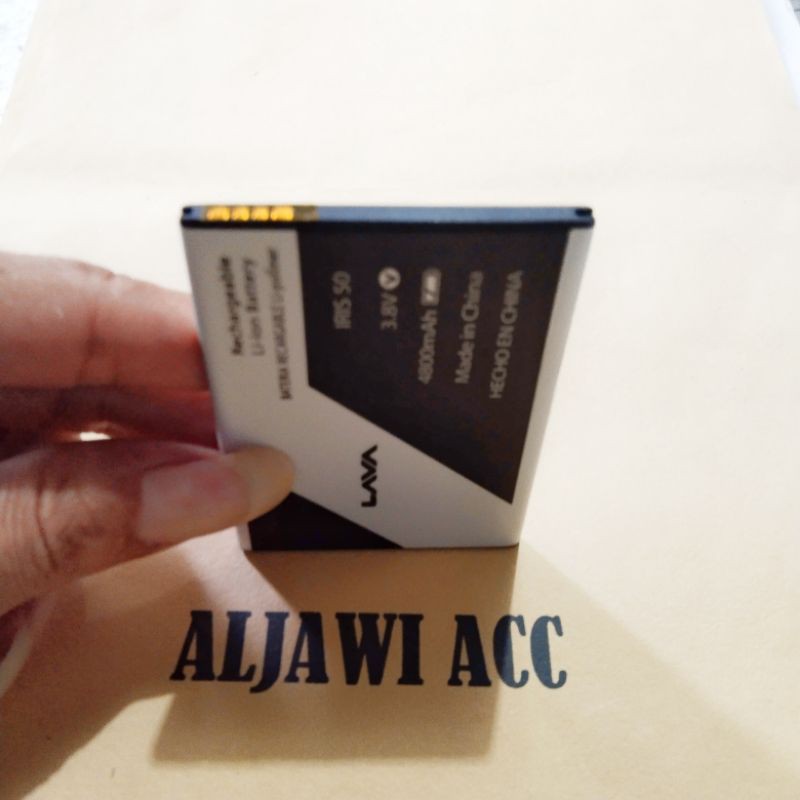 Rechargeable
Li-ion Battery
BATERIA RECARGABLE Li-polimer
IRIS 50
3.8V
4800mAh
Made in China
HECHO EN CHINA
LAVA
ALJAWI ACC